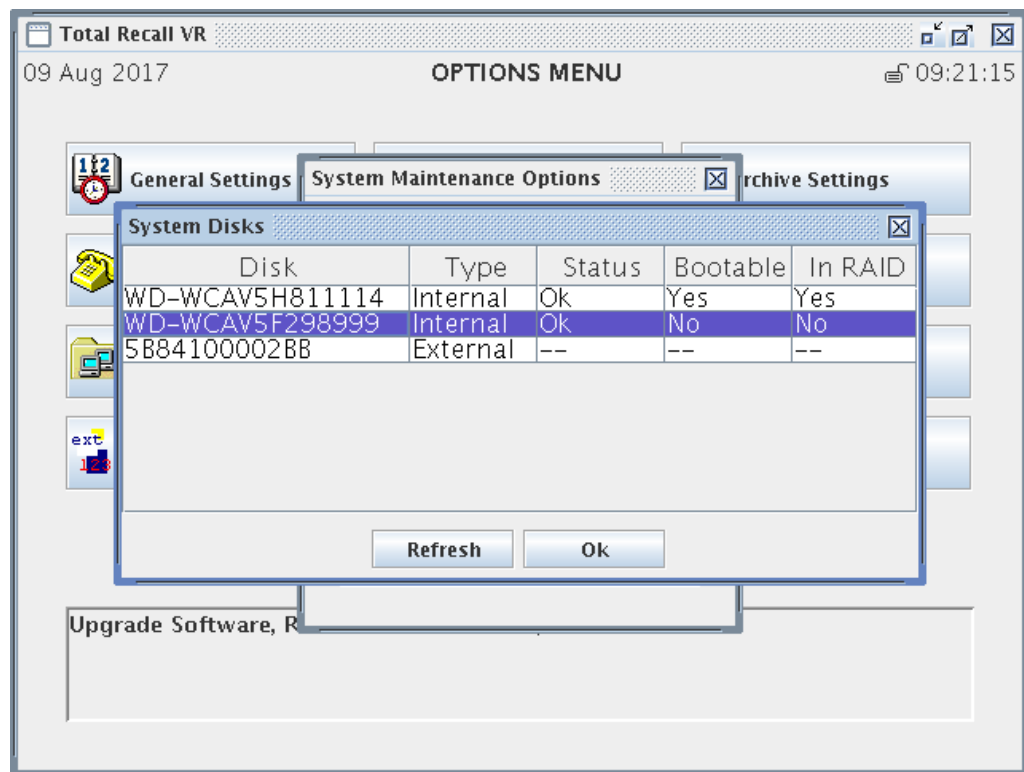 Total Recall VR
09 Aug 2017 OPTIONS MENU 09:21:15
General Settings System Maintenance Options rchive Settings
System Disks
Disk Type Status Bootable In RAID
WD-WCAV5H811114 Internal Ok Yes Yes
WD-WCAV5F298999 Internal Ok No No
5B84100002BB External -- -- --
ext
123
Refresh Ok
Upgrade Software, R